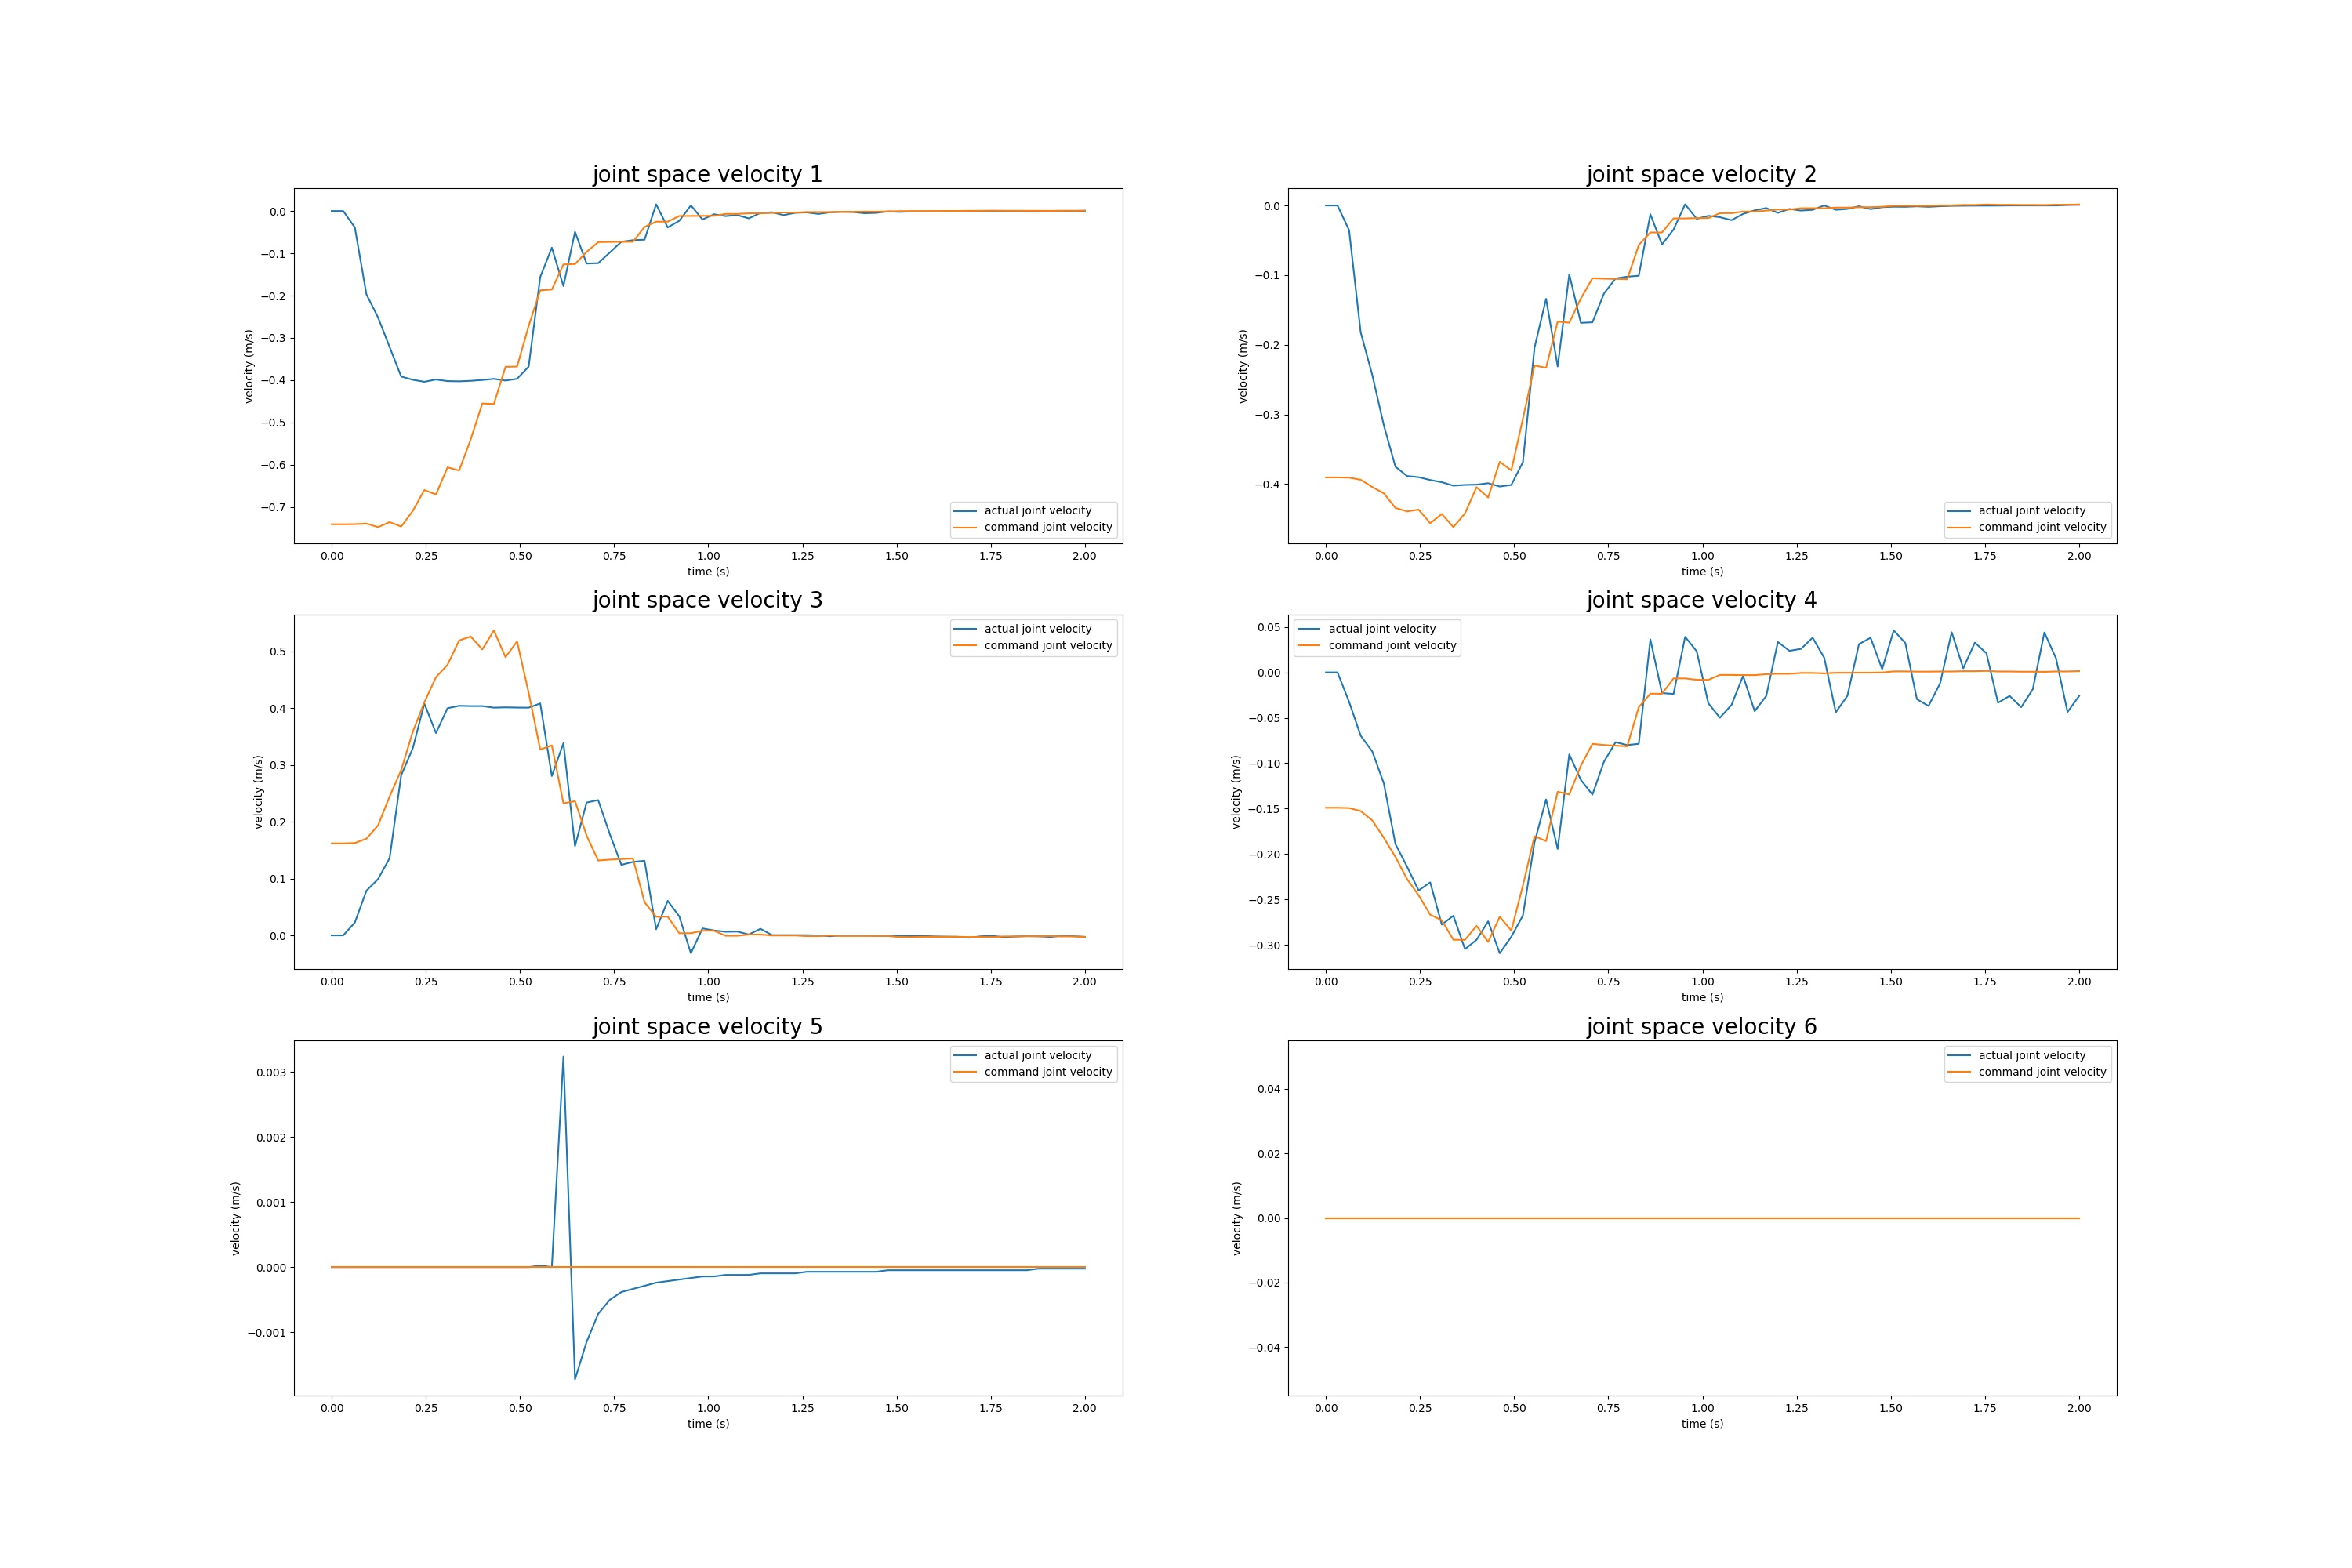 joint space velocity 1
velocity (m/s)
0.0
−0.1
−0.2
−0.3
−0.4
−0.5
−0.6
−0.7
actual joint velocity
command joint velocity
0.00 0.25 0.50 0.75 1.00 1.25 1.50 1.75 2.00
time (s)
joint space velocity 2
velocity (m/s)
0.0
−0.1
−0.2
−0.3
−0.4
actual joint velocity
command joint velocity
0.00 0.25 0.50 0.75 1.00 1.25 1.50 1.75 2.00
time (s)
joint space velocity 3
velocity (m/s)
0.5
0.4
0.3
0.2
0.1
0.0
actual joint velocity
command joint velocity
0.00 0.25 0.50 0.75 1.00 1.25 1.50 1.75 2.00
time (s)
joint space velocity 4
velocity (m/s)
0.05
0.00
−0.05
−0.10
−0.15
−0.20
−0.25
−0.30
actual joint velocity
command joint velocity
0.00 0.25 0.50 0.75 1.00 1.25 1.50 1.75 2.00
time (s)
joint space velocity 5
velocity (m/s)
0.003
0.002
0.001
0.000
−0.001
actual joint velocity
command joint velocity
0.00 0.25 0.50 0.75 1.00 1.25 1.50 1.75 2.00
time (s)
joint space velocity 6
velocity (m/s)
0.04
0.02
0.00
−0.02
−0.04
actual joint velocity
command joint velocity
0.00 0.25 0.50 0.75 1.00 1.25 1.50 1.75 2.00
time (s)